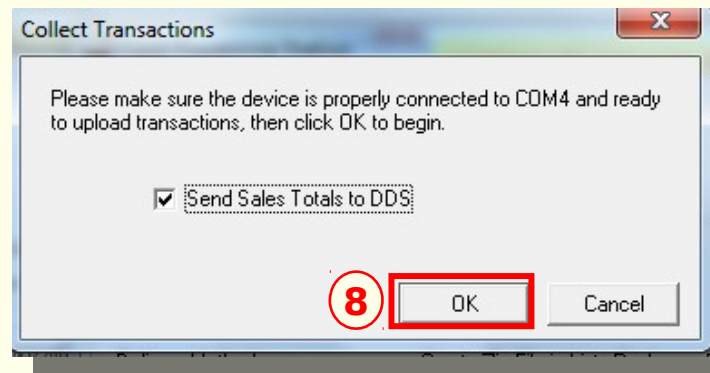 Collect Transactions
Please make sure the device is properly connected to COM4 and ready
to upload transactions, then click OK to begin.
Send Sales Totals to DDS
8
OK
Cancel